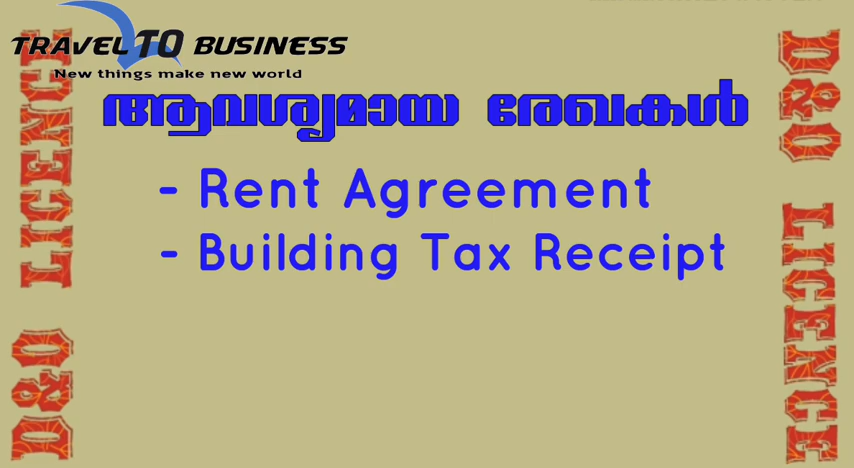 TRAVEL TO BUSINESS
New things make new world
ആവശ്യമായ രേഖകൾ
- Rent Agreement
- Building Tax Receipt
D&O LICENCE
D&O LICENCE